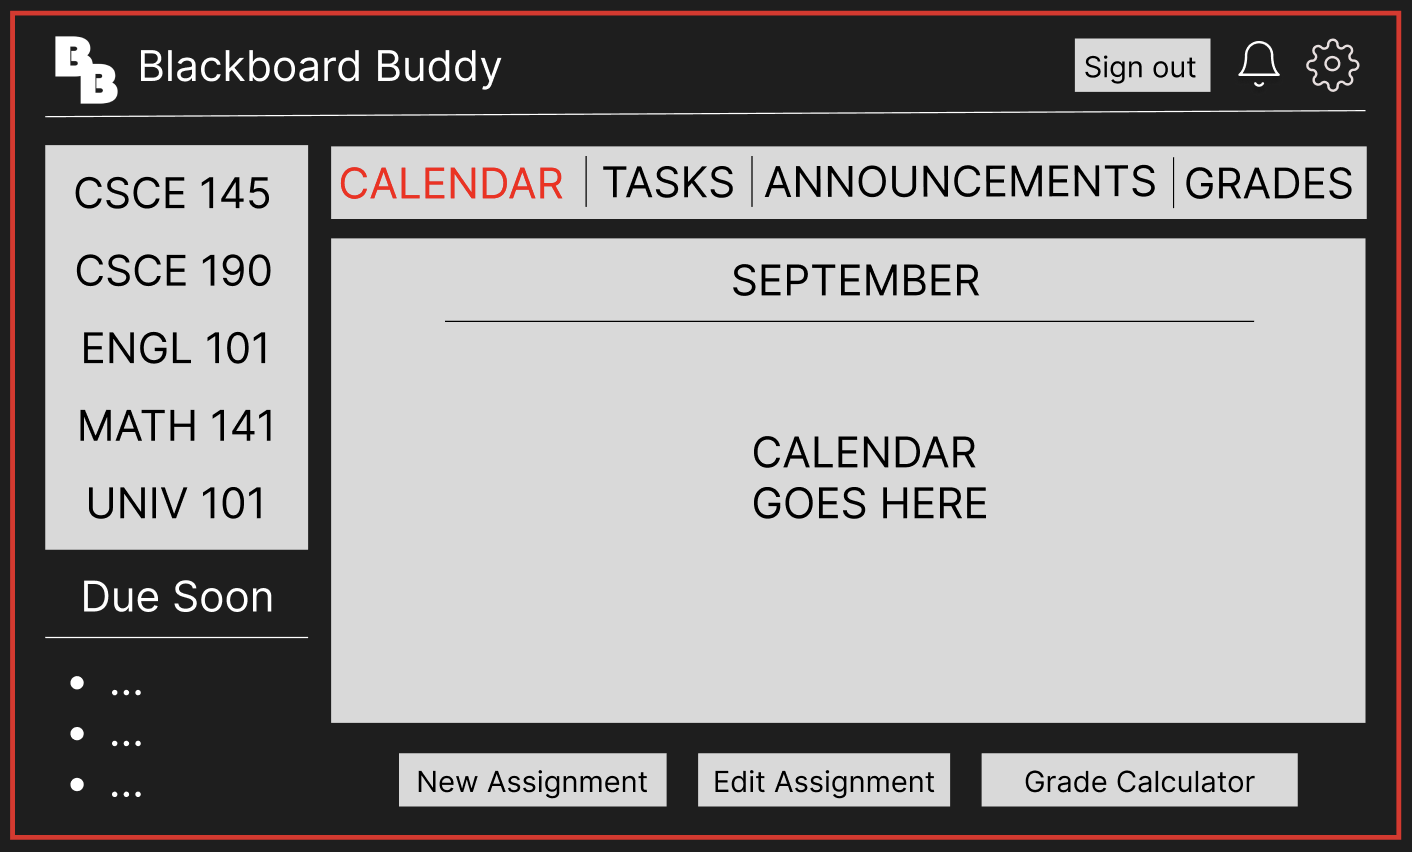 BB
Blackboard Buddy
Sign out
CSCE 145
CSCE 190
ENGL 101
MATH 141
UNIV 101
Due Soon
• ...
• ...
• ...
CALENDAR
TASKS
ANNOUNCEMENTS
GRADES
SEPTEMBER
CALENDAR
GOES HERE
New Assignment
Edit Assignment
Grade Calculator